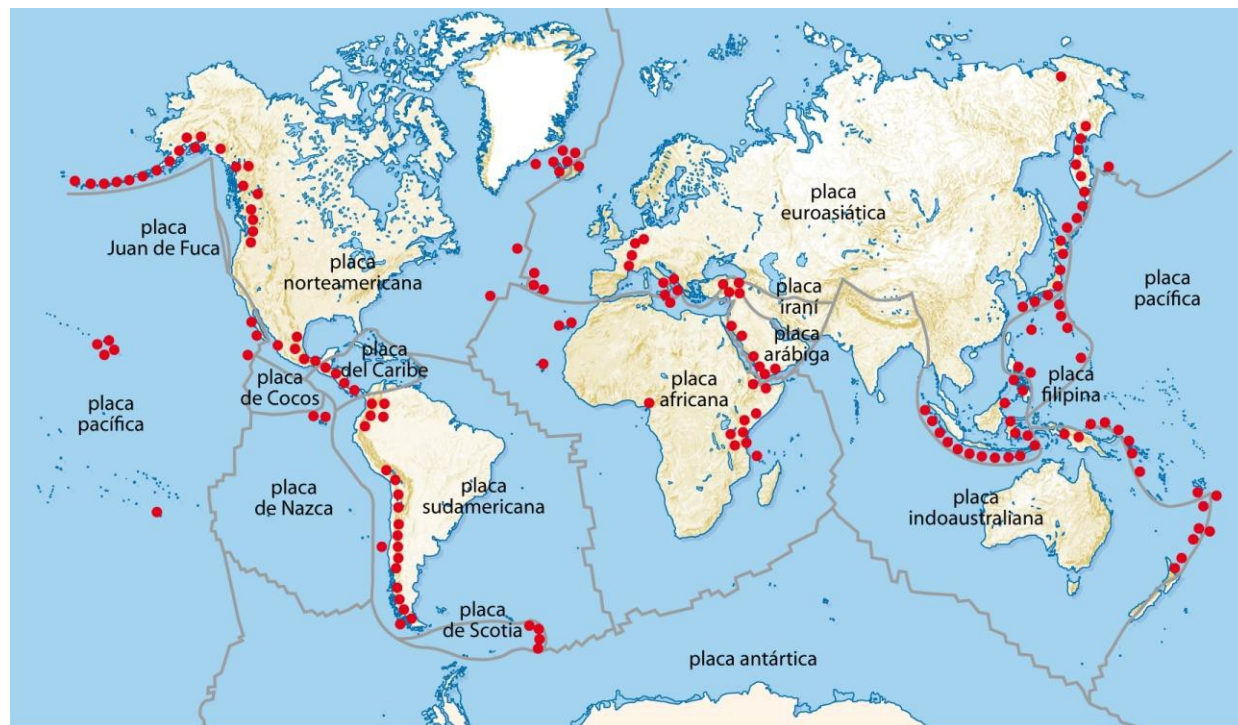 placa
Juan de Fuca
placa
norteamericana
placa
euroasiática
placa
iraní
placa
arábiga
placa
pacífica
placa
del Caribe
placa
de Cocos
placa
africana
placa
filipina
placa
pacífica
placa
de Nazca
placa
sudamericana
placa
indoaustraliana
placa
de Scotia
placa antártica